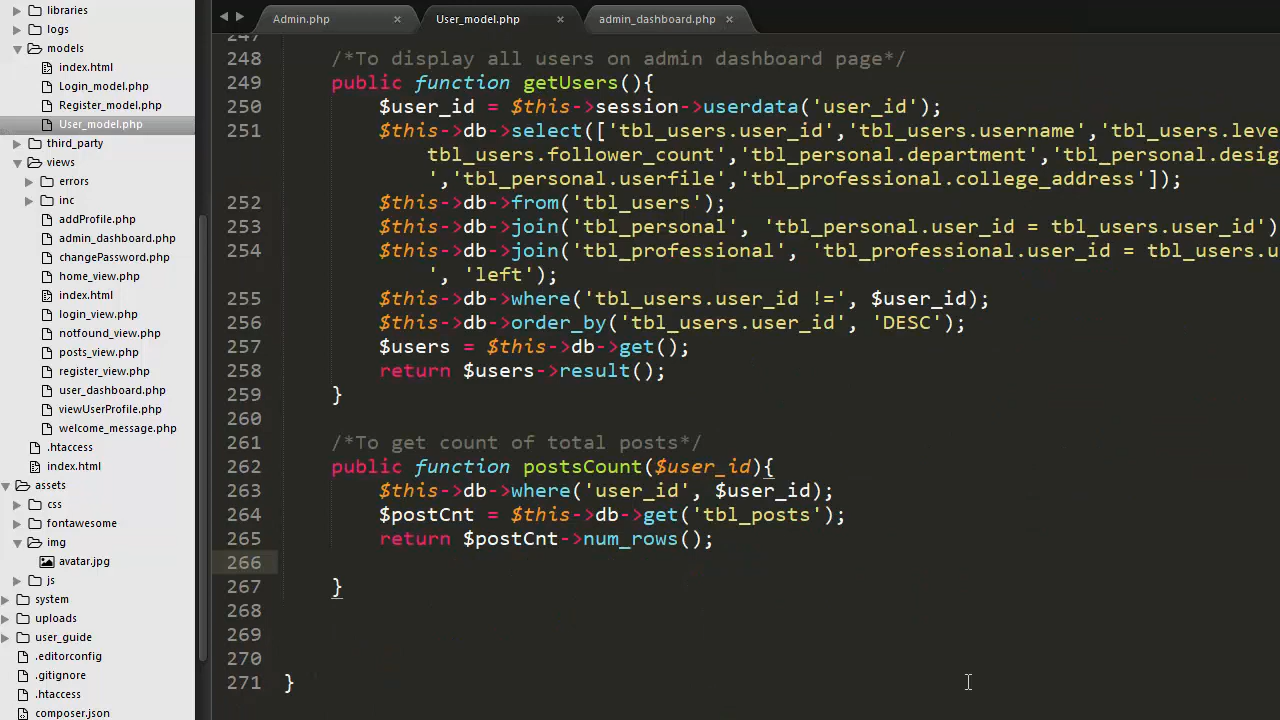 libraries
logs
models
index.html
Login_model.php
Register_model.php
User_model.php
third_party
views
errors
inc
addProfile.php
admin_dashboard.php
changePassword.php
home_view.php
index.html
login_view.php
notfound_view.php
posts_view.php
register_view.php
user_dashboard.php
viewUserProfile.php
welcome_message.php
.htaccess
index.html
assets
css
fontawesome
img
avatar.jpg
js
system
uploads
user_guide
.editorconfig
.gitignore
.htaccess
composer.json
Admin.php × User_model.php × admin_dashboard.php ×
247
248 /*To display all users on admin dashboard page*/
249 public function getUsers(){
250 $user_id = $this->session->userdata('user_id');
251 $this->db->select(['tbl_users.user_id','tbl_users.username','tbl_users.leve
tbl_users.follower_count','tbl_personal.department','tbl_personal.desig
','tbl_personal.userfile','tbl_professional.college_address']);
252 $this->db->from('tbl_users');
253 $this->db->join('tbl_personal', 'tbl_personal.user_id = tbl_users.user_id')
254 $this->db->join('tbl_professional', 'tbl_professional.user_id = tbl_users.u
', 'left');
255 $this->db->where('tbl_users.user_id !=', $user_id);
256 $this->db->order_by('tbl_users.user_id', 'DESC');
257 $users = $this->db->get();
258 return $users->result();
259 }
260
261 /*To get count of total posts*/
262 public function postsCount($user_id){
263 $this->db->where('user_id', $user_id);
264 $postCnt = $this->db->get('tbl_posts');
265 return $postCnt->num_rows();
266
267 }
268
269
270
271 }